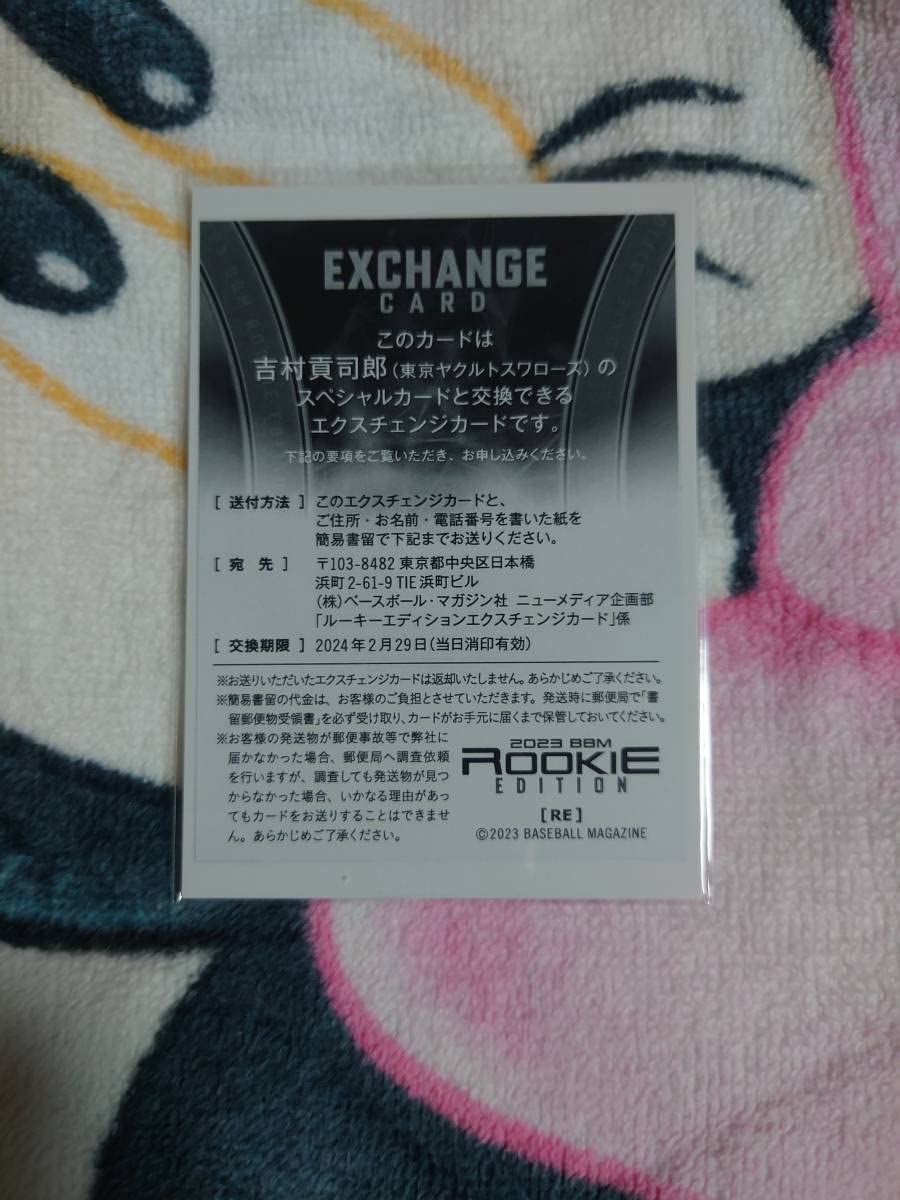 EXCHANGE
CARD
このカードは
吉村貢司郎(東京ヤクルトスワローズ)の
スペシャルカードと交換できる
エクスチェンジカードです。
下記の要項をご覧いただき、お申し込みください。
[ 送付方法 ] このエクスチェンジカードと、
ご住所・お名前・電話番号を書いた紙を
簡易書留で下記までお送りください。
[ 宛 先 ] 〒103-8482 東京都中央区日本橋
浜町2-61-9 TIE浜町ビル
(株)ベースボール・マガジン社 ニューメディア企画部
「ルーキーエディションエクスチェンジカード」係
[ 交換期限 ] 2024年2月29日(当日消印有効)
※お送りいただいたエクスチェンジカードは返却いたしません。あらかじめご了承ください。
※簡易書留の代金は、お客様のご負担とさせていただきます。発送時に郵便局で「書
留郵便物受領書」を必ず受け取り、カードがお手元に届くまで保管しておいてください。
※お客様の発送物が郵便事故等で弊社に
届かなかった場合、郵便局へ調査依頼
を行いますが、調査しても発送物が見つ
からなかった場合、いかなる理由があっ
てもカードをお送りすることはできませ
ん。あらかじめご了承ください。
2023 BBM
ROOKIE
EDITION
[RE]
©2023 BASEBALL MAGAZINE